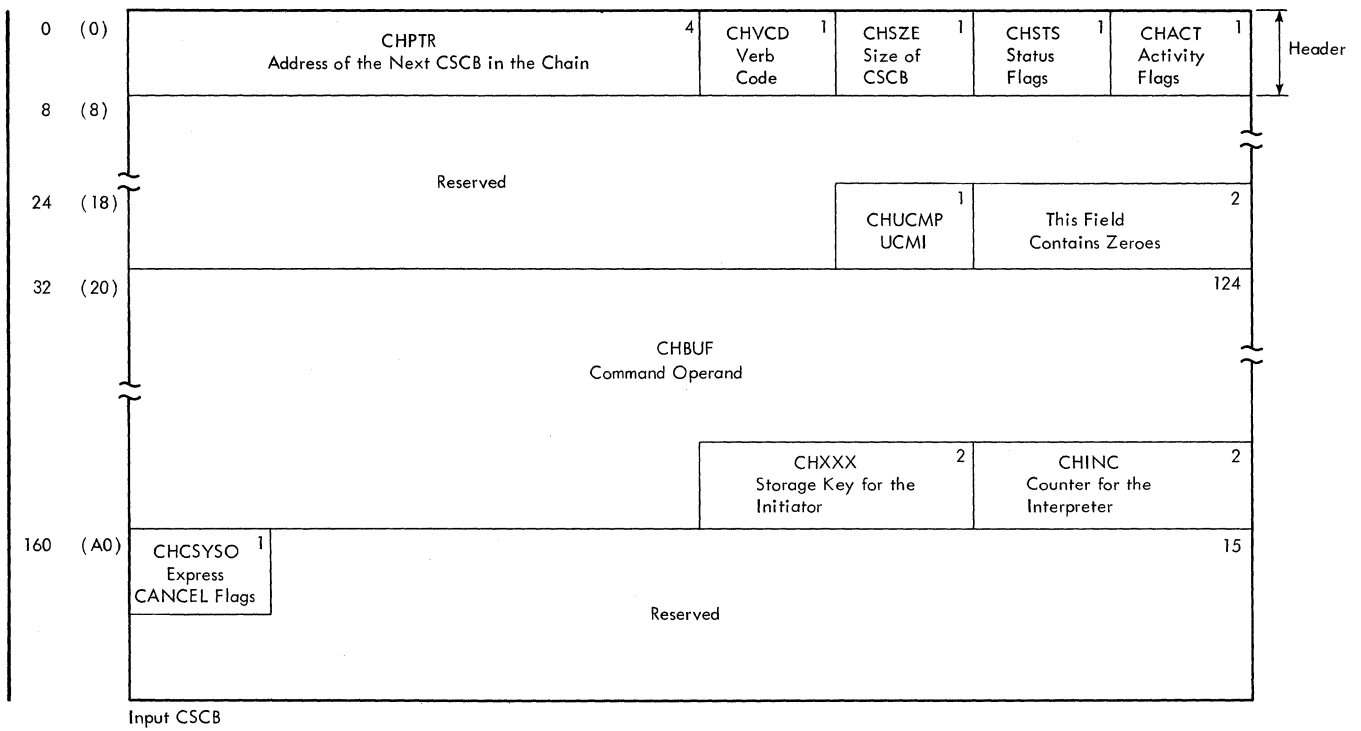 0 (0)
CHPTR 4
Address of the Next CSCB in the Chain
CHVCD 1
Verb
Code
CHSZE 1
Size of
CSCB
CHSTS 1
Status
Flags
CHACT 1
Activity
Flags
Header
8 (8)
Reserved
24 (18)
CHUCMP 1
UCMI
This Field 2
Contains Zeroes
32 (20)
124
CHBUF
Command Operand
CHXXX 2
Storage Key for the
Initiator
CHINC 2
Counter for the
Interpreter
160 (A0)
CHCSYSO 1
Express
CANCEL Flags
15
Reserved
Input CSCB